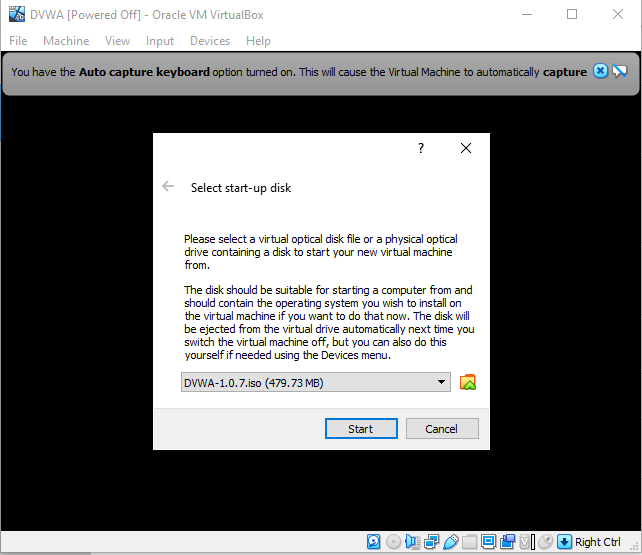 DVWA [Powered Off] - Oracle VM VirtualBox
File Machine View Input Devices Help
You have the Auto capture keyboard option turned on. This will cause the Virtual Machine to automatically capture
?
Select start-up disk
Please select a virtual optical disk file or a physical optical
drive containing a disk to start your new virtual machine
from.
The disk should be suitable for starting a computer from and
should contain the operating system you wish to install on
the virtual machine if you want to do that now. The disk will
be ejected from the virtual drive automatically next time you
switch the virtual machine off, but you can also do this
yourself if needed using the Devices menu.
DVWA-1.0.7.iso (479.73 MB)
Start Cancel
Right Ctrl